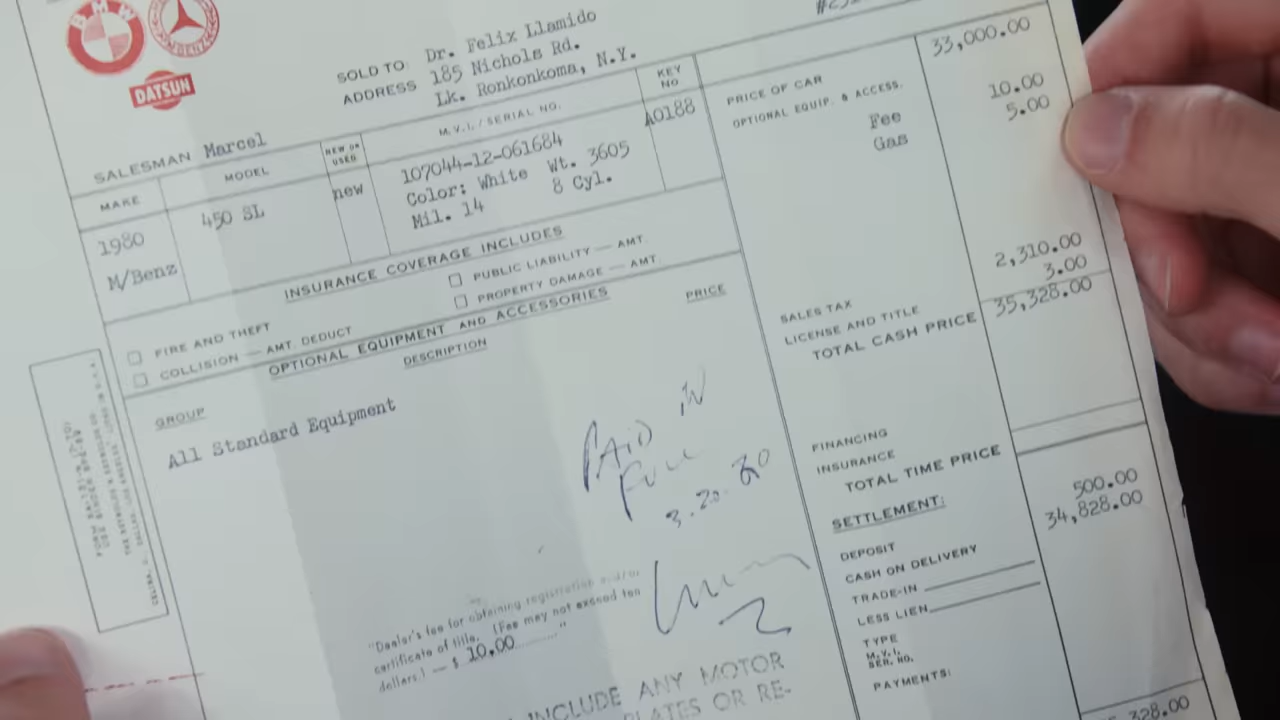 BMW
BENZ
DATSUN
SOLD TO: Dr. Felix Llamido
ADDRESS 185 Nichols Rd.
Lk. Ronkonkoma, N.Y.
SALESMAN Marcel
MAKE MODEL NEW OR USED M.V.I./SERIAL NO. KEY NO
1980 450 SL new 107044-12-061684 A0188
M/Benz Color: White Wt. 3605
Mil. 14 8 Cyl.
PRICE OF CAR 33,000.00
OPTIONAL EQUIP. & ACCESS.
Fee 10.00
Gas 5.00
SALES TAX 2,310.00
LICENSE AND TITLE 3.00
TOTAL CASH PRICE 35,328.00
FINANCING
INSURANCE
TOTAL TIME PRICE
SETTLEMENT:
DEPOSIT 500.00
CASH ON DELIVERY 34,828.00
TRADE-IN
LESS LIEN
TYPE
M.V.I.
SER. NO.
PAYMENTS:
328.00
INSURANCE COVERAGE INCLUDES
FIRE AND THEFT PUBLIC LIABILITY — AMT.
COLLISION — AMT. DEDUCT PROPERTY DAMAGE — AMT.
OPTIONAL EQUIPMENT AND ACCESSORIES
GROUP DESCRIPTION PRICE
All Standard Equipment
PAID IN
FULL
3.20.80
"Dealer's fee for obtaining registration and/or
certificate of title. (Fee may not exceed ten
dollars.) — $ 10.00"
INCLUDE ANY MOTOR
PLATES OR RE-